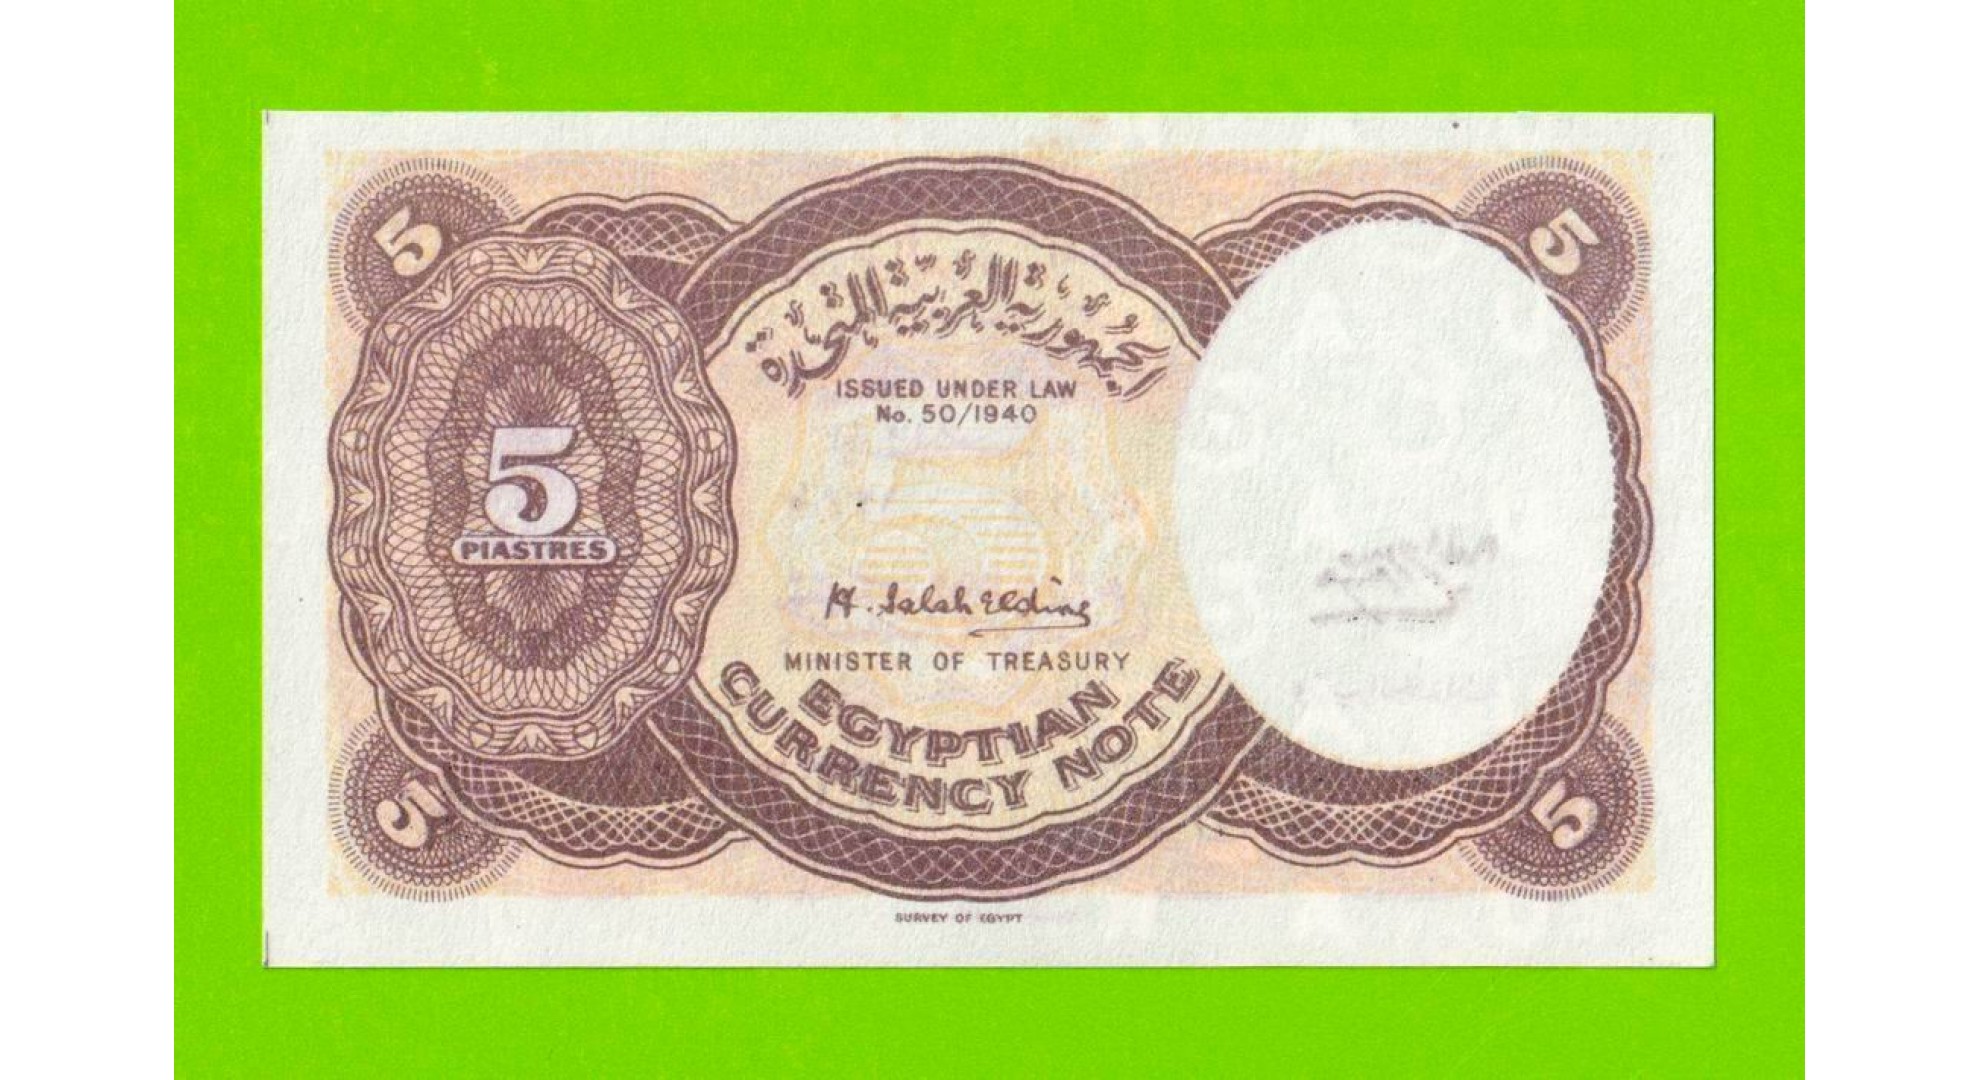 5
5
الجمهورية العربية المتحدة
ISSUED UNDER LAW
No. 50/1940
5
PIASTRES
H. Salah Eldine
MINISTER OF TREASURY
EGYPTIAN
CURRENCY NOTE
5
5
SURVEY OF EGYPT